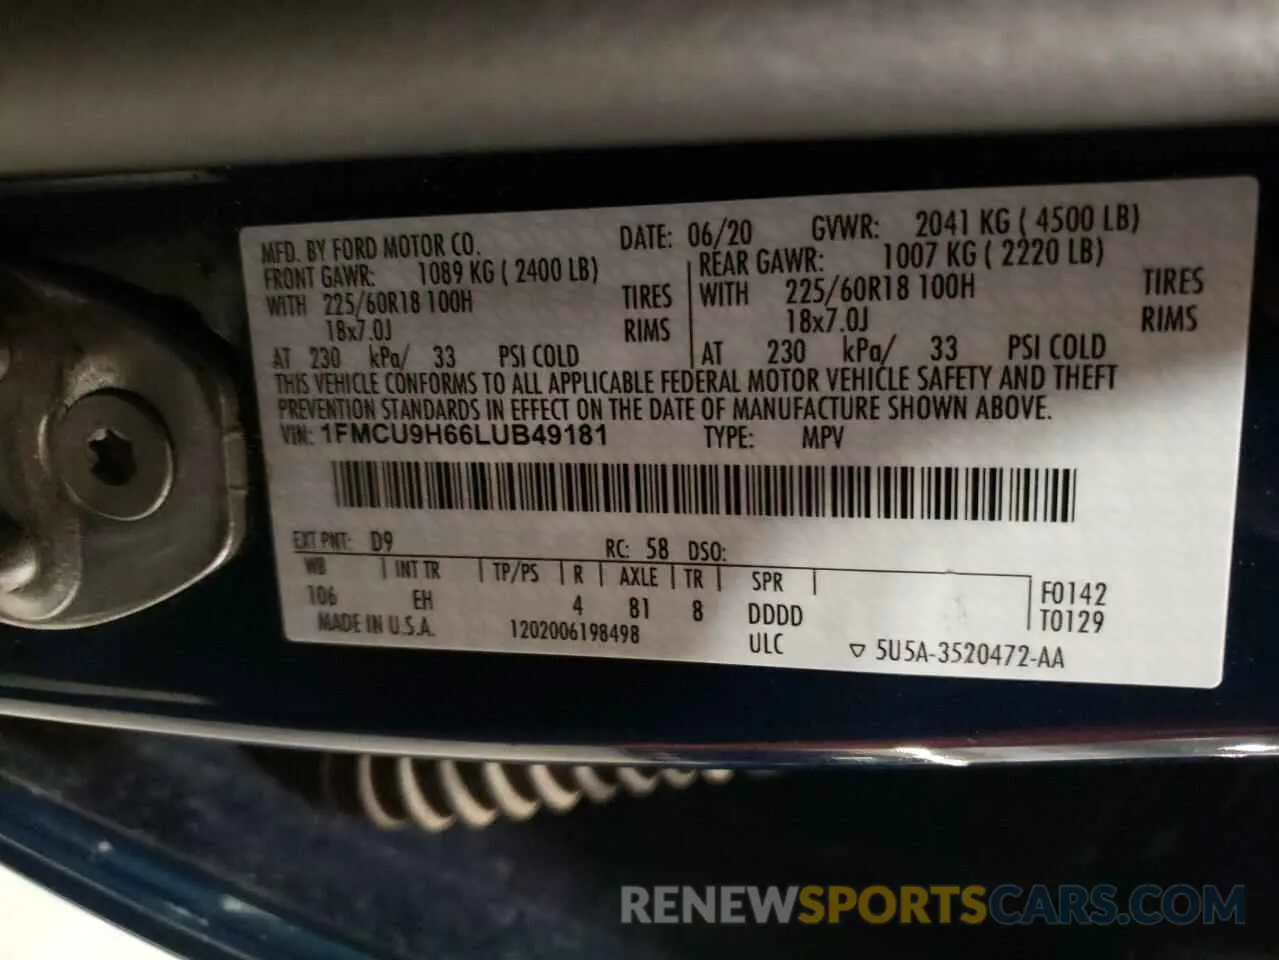 MFD. BY FORD MOTOR CO. DATE: 06/20 GVWR: 2041 KG ( 4500 LB)
FRONT GAWR: 1089 KG ( 2400 LB) REAR GAWR: 1007 KG ( 2220 LB)
WITH 225/60R18 100H TIRES WITH 225/60R18 100H TIRES
18x7.0J RIMS 18x7.0J RIMS
AT 230 kPa/ 33 PSI COLD AT 230 kPa/ 33 PSI COLD
THIS VEHICLE CONFORMS TO ALL APPLICABLE FEDERAL MOTOR VEHICLE SAFETY AND THEFT
PREVENTION STANDARDS IN EFFECT ON THE DATE OF MANUFACTURE SHOWN ABOVE.
VIN: 1FMCU9H66LUB49181 TYPE: MPV
EXT PNT: D9 RC: 58 DSO:
WB INT TR TP/PS R AXLE TR SPR F0142
106 EH 4 81 8 DDDD T0129
MADE IN U.S.A. 1202006198498 ULC ▽ 5U5A-3520472-AA
RENEWSPORTSCARS.COM